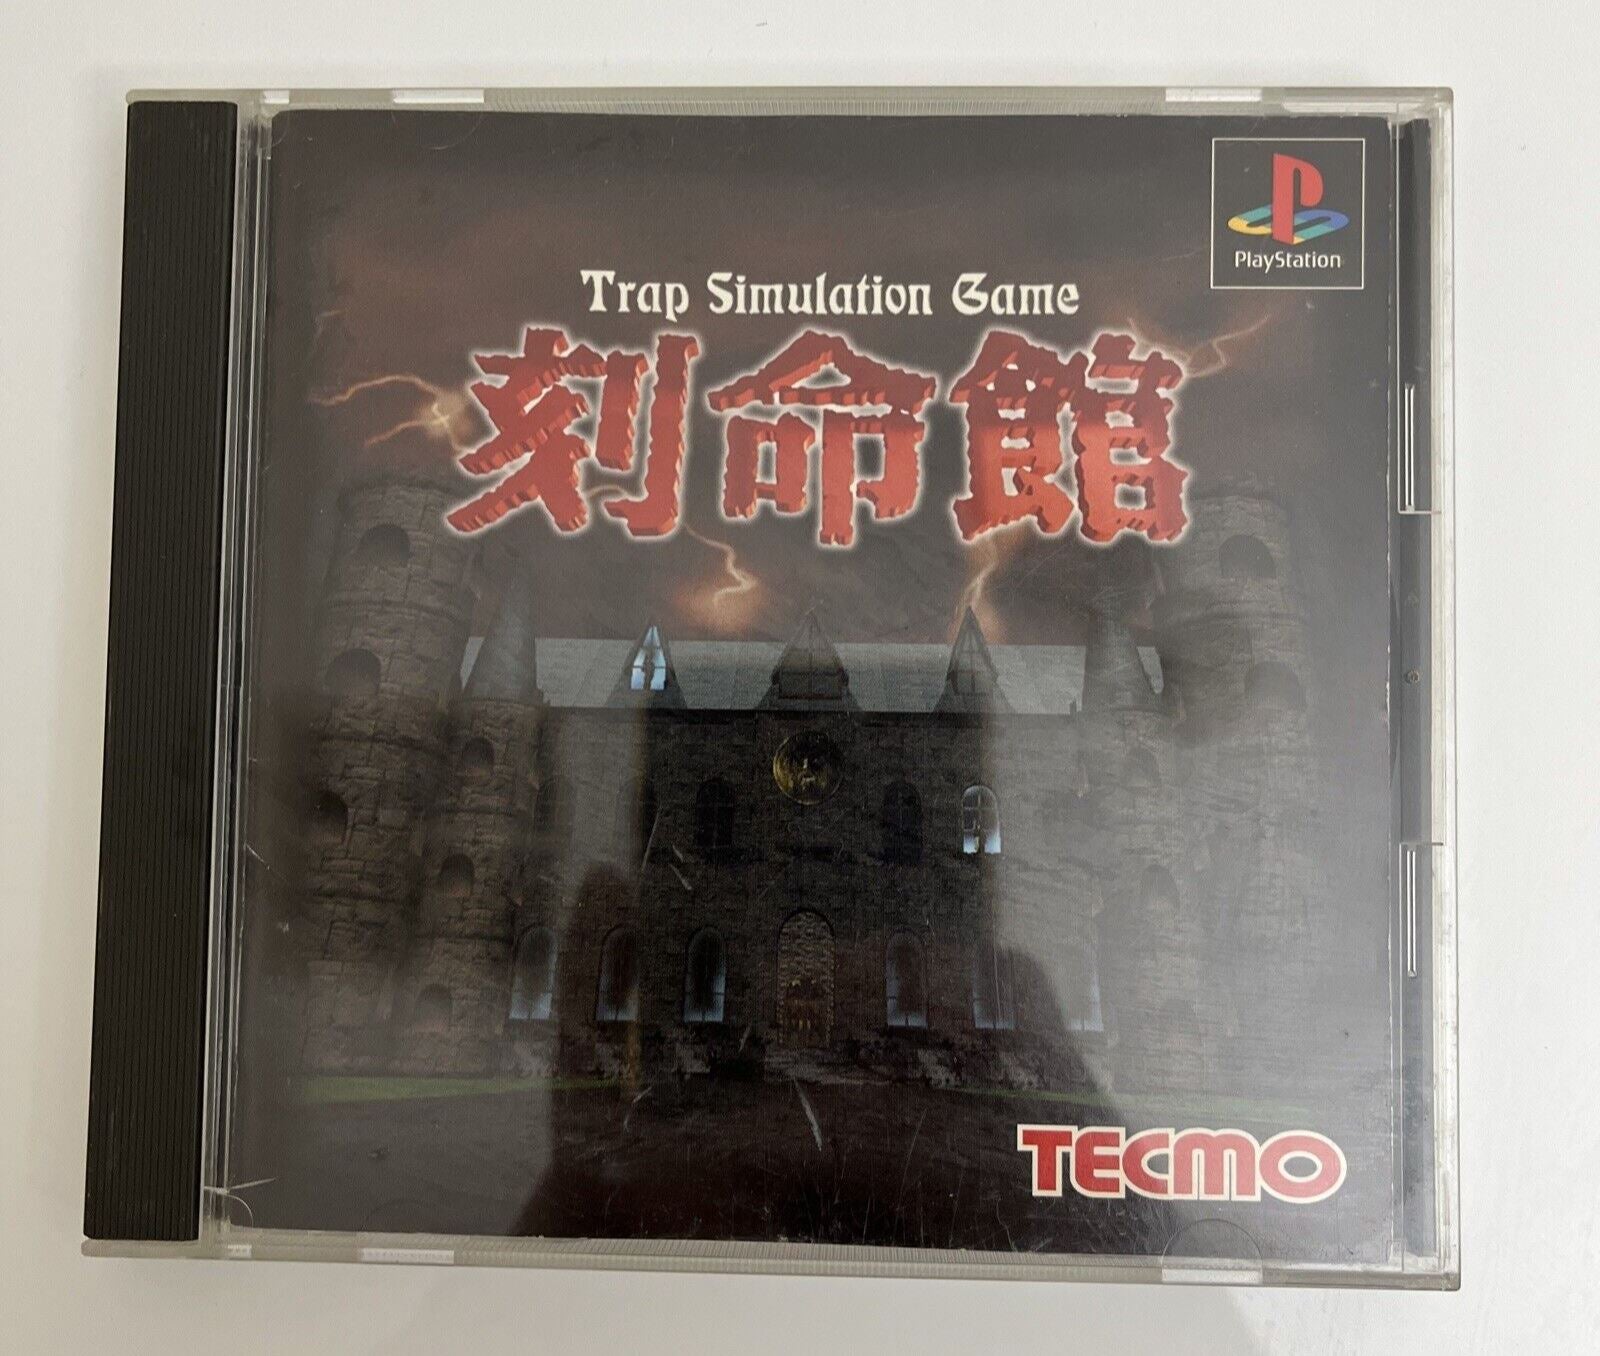 PlayStation
Trap Simulation Game
刻命館
TECMO